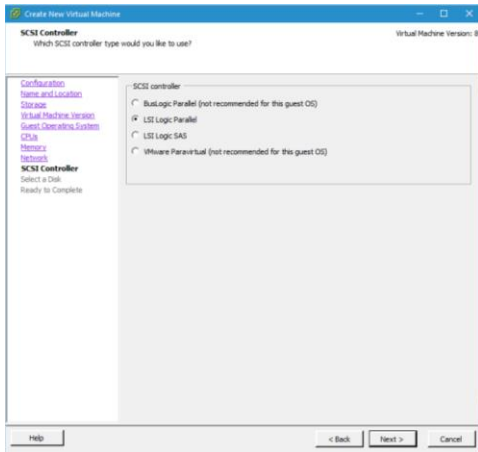 Create New Virtual Machine
SCSI Controller
Which SCSI controller type would you like to use?
Virtual Machine Version: 8
Configuration
Name and Location
Storage
Virtual Machine Version
Guest Operating System
CPUs
Memory
Network
SCSI Controller
Select a Disk
Ready to Complete
SCSI controller
BusLogic Parallel (not recommended for this guest OS)
LSI Logic Parallel
LSI Logic SAS
VMware Paravirtual (not recommended for this guest OS)
Help
< Back
Next >
Cancel